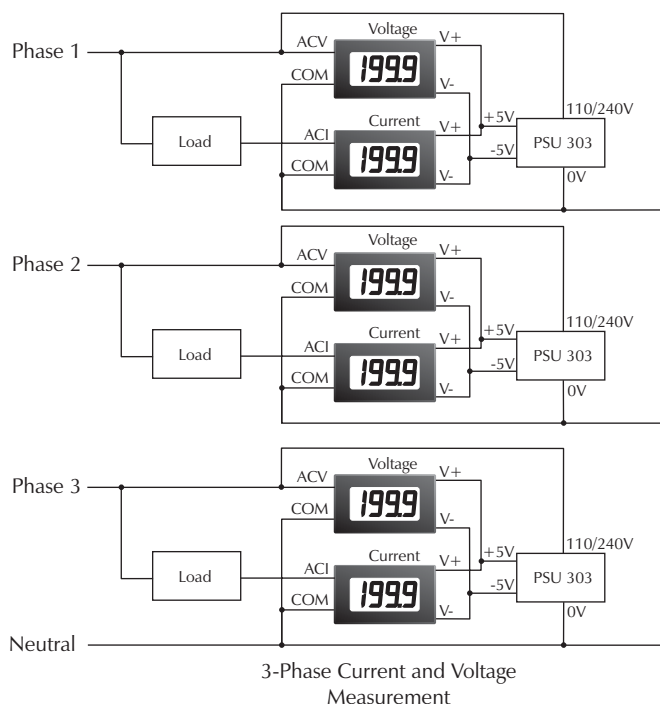 Voltage
Phase 1
ACV
V+
199.9
COM
V-
110/240V
Current
+5V
Load
ACI
V+
PSU 303
199.9
-5V
COM
V-
0V
Voltage
Phase 2
ACV
V+
199.9
COM
V-
110/240V
Current
+5V
Load
ACI
V+
PSU 303
199.9
-5V
COM
V-
0V
Voltage
Phase 3
ACV
V+
199.9
COM
V-
110/240V
Current
+5V
Load
ACI
V+
PSU 303
199.9
-5V
COM
V-
0V
Neutral
3-Phase Current and Voltage
Measurement